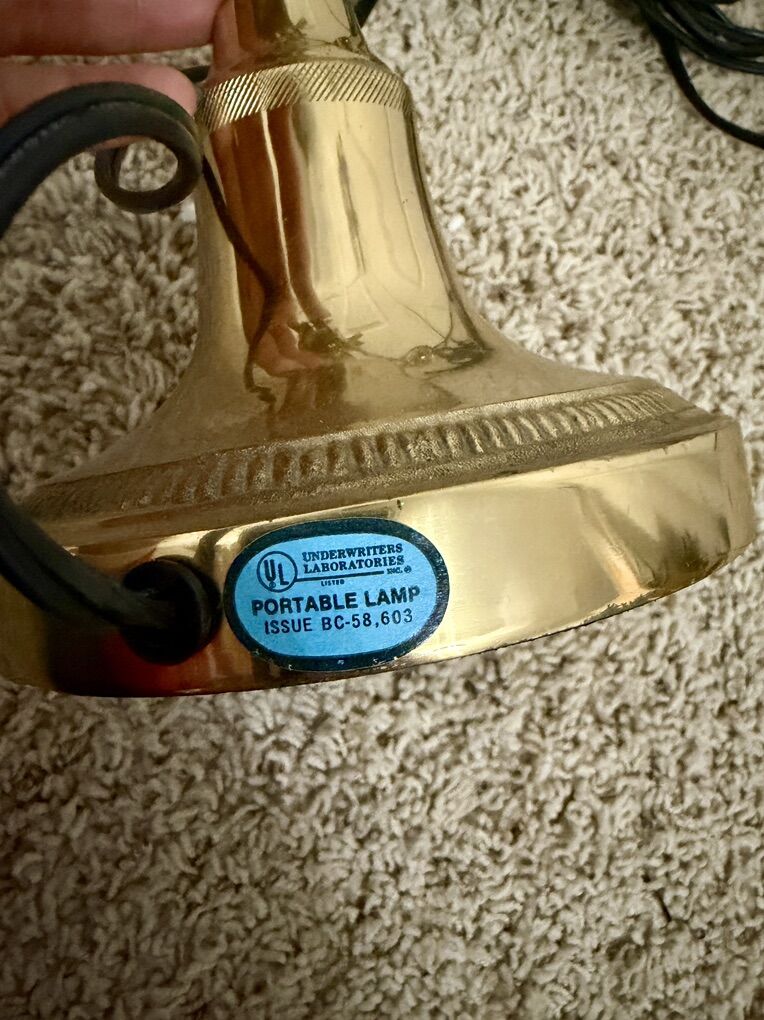 UL
®
UNDERWRITERS
LABORATORIES
INC. ®
LISTED
PORTABLE LAMP
ISSUE BC-58,603